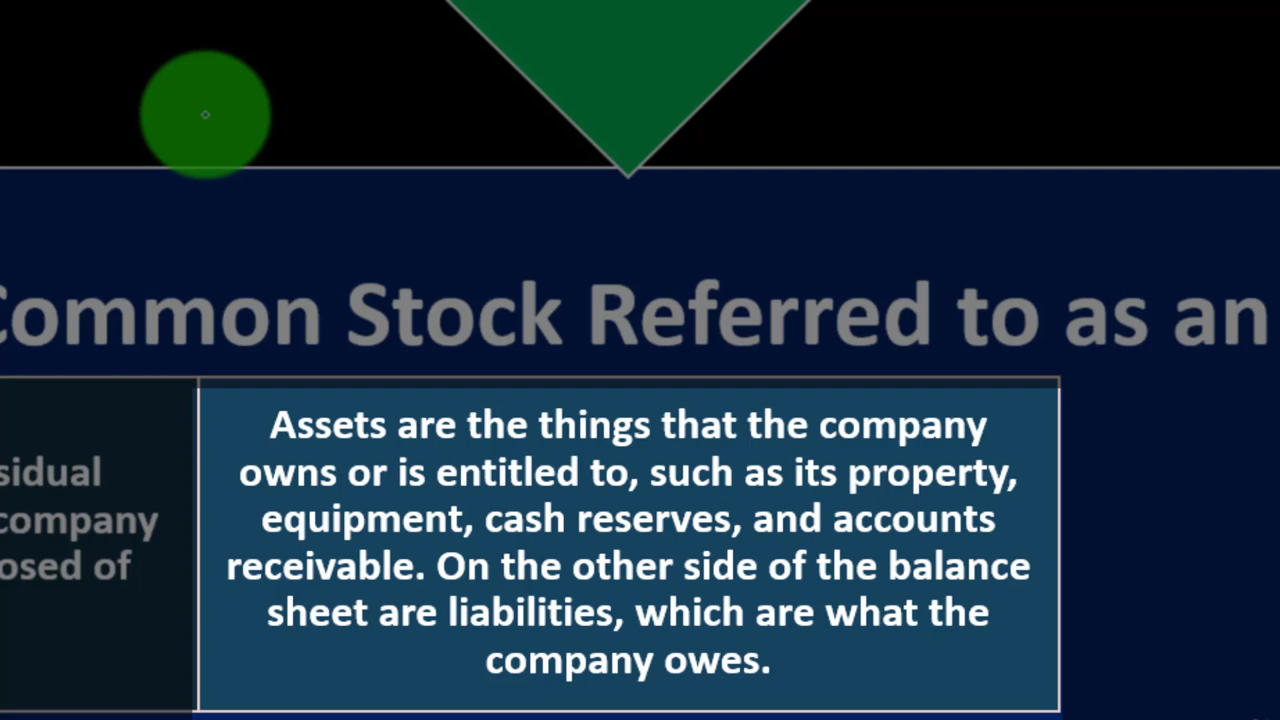 Common Stock Referred to as an
sidual
company
osed of
Assets are the things that the company
owns or is entitled to, such as its property,
equipment, cash reserves, and accounts
receivable. On the other side of the balance
sheet are liabilities, which are what the
company owes.